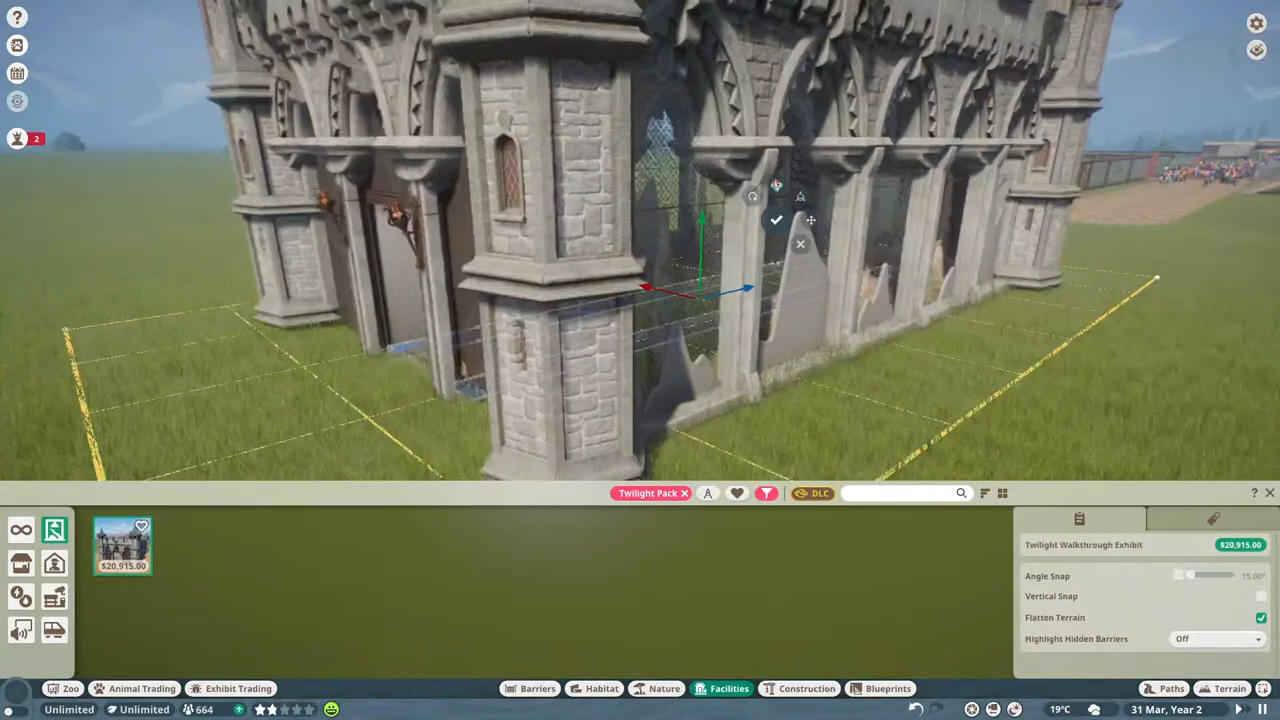 2
Twilight Pack
DLC
$20,915.00
Twilight Walkthrough Exhibit
$20,915.00
Angle Snap
15.00°
Vertical Snap
Flatten Terrain
Highlight Hidden Barriers
Off
Zoo
Animal Trading
Exhibit Trading
Barriers
Habitat
Nature
Facilities
Construction
Blueprints
Paths
Terrain
Unlimited
Unlimited
664
19°C
31 Mar, Year 2